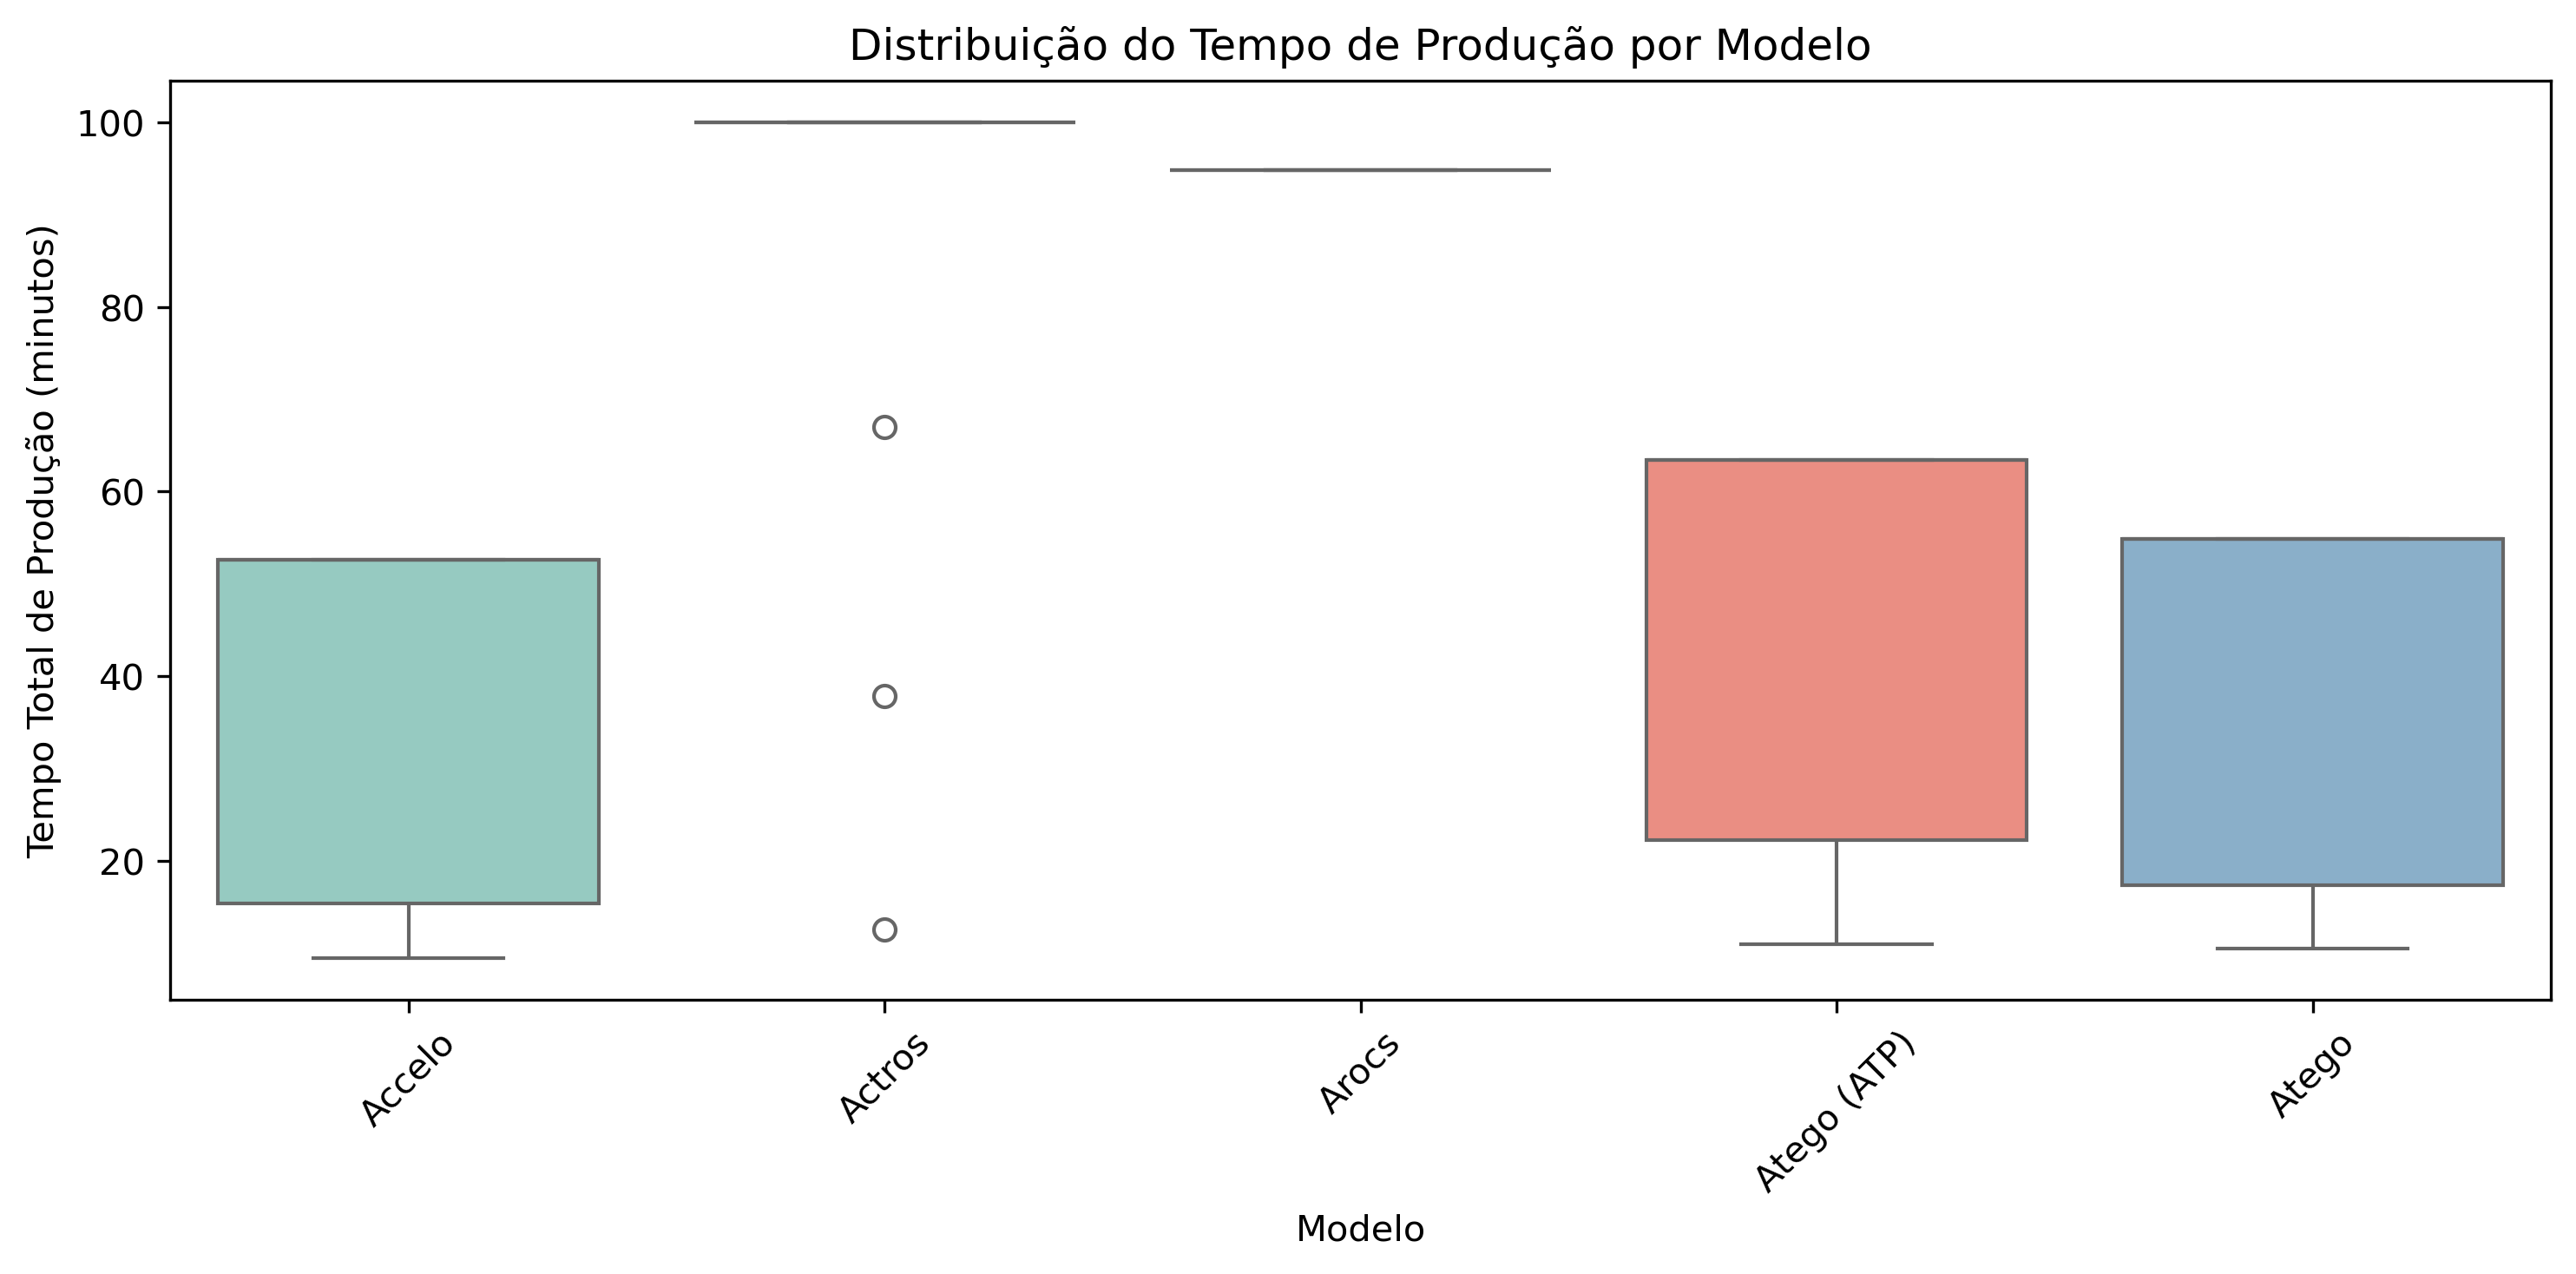 Distribuição do Tempo de Produção por Modelo
Tempo Total de Produção (minutos)
100
80
60
40
20
Accelo
Actros
Arocs
Atego (ATP)
Atego
Modelo